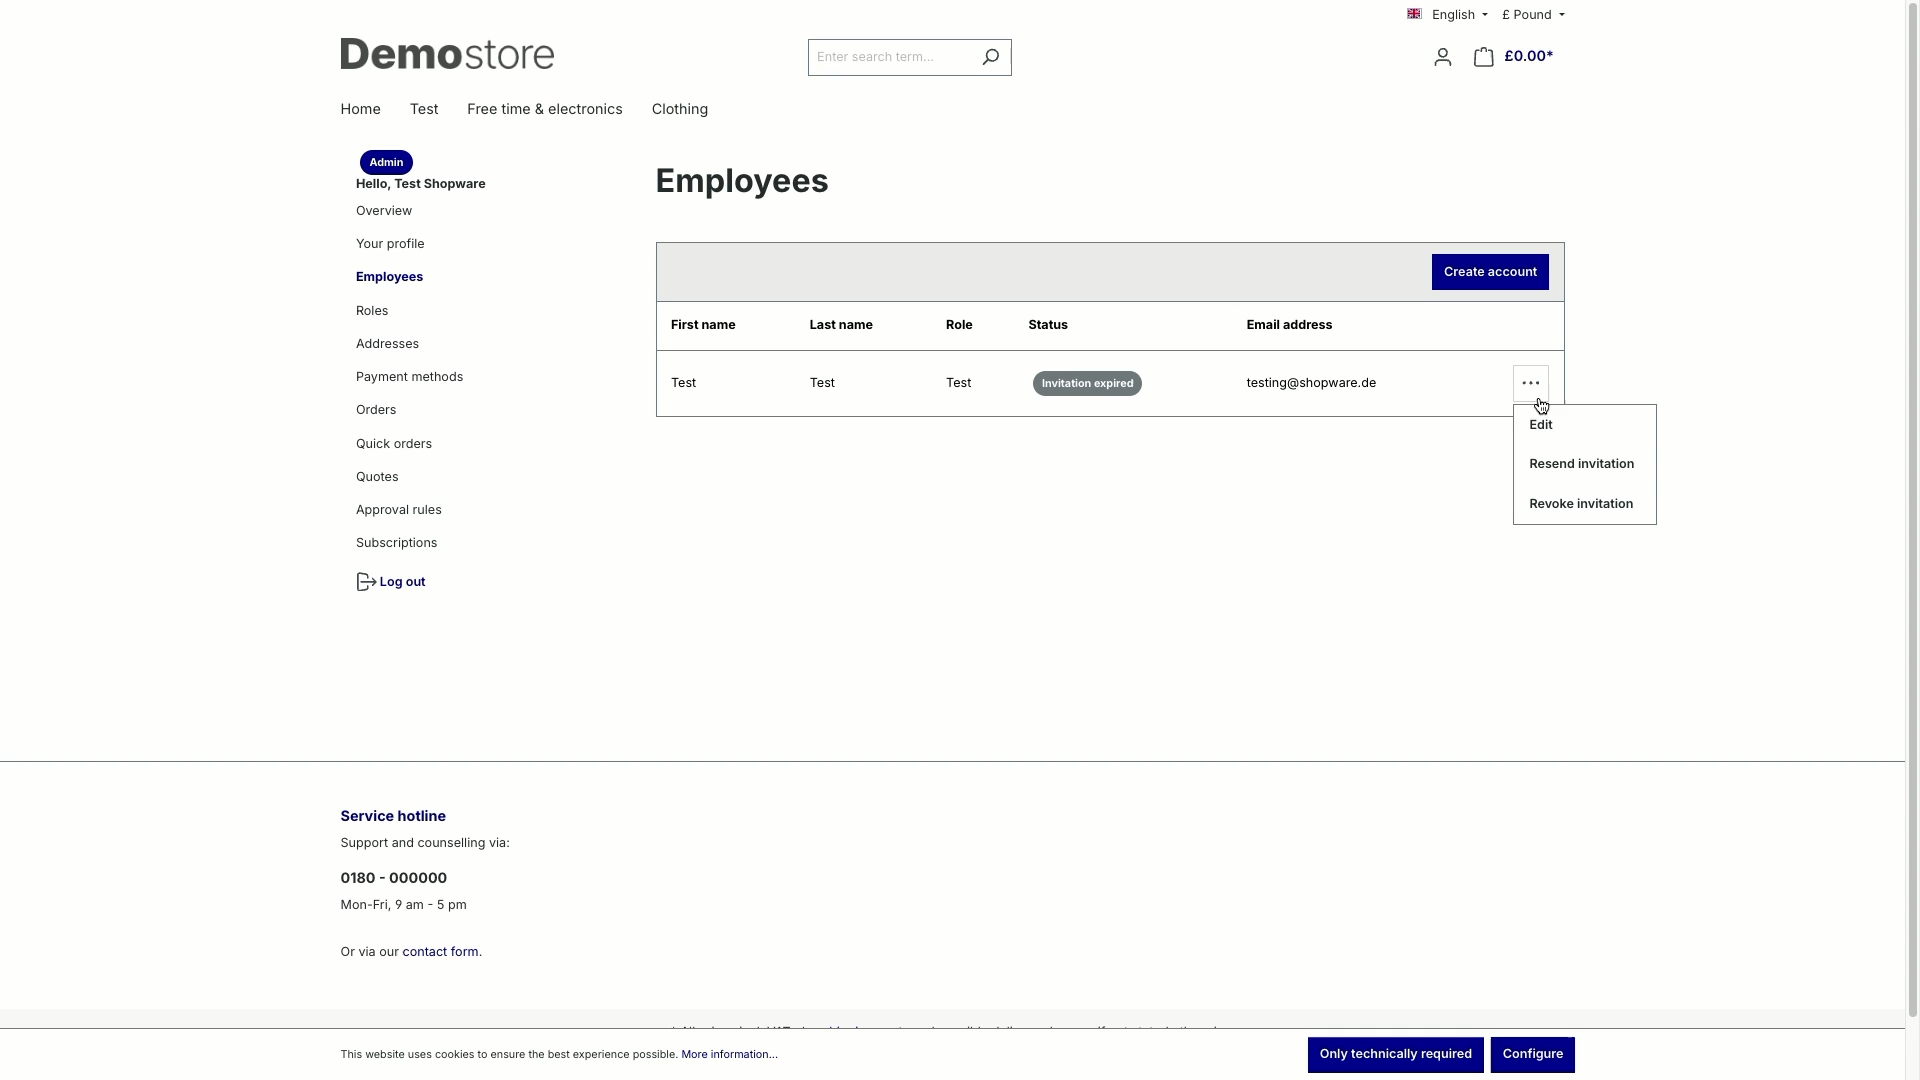 English
£ Pound
Demostore
Enter search term...
£0.00*
Home
Test
Free time & electronics
Clothing
Admin
Hello, Test Shopware
Overview
Your profile
Employees
Roles
Addresses
Payment methods
Orders
Quick orders
Quotes
Approval rules
Subscriptions
Log out
Employees
Create account
First name Last name Role Status Email address
Test Test Test Invitation expired testing@shopware.de
Edit
Resend invitation
Revoke invitation
Service hotline
Support and counselling via:
0180 - 000000
Mon-Fri, 9 am - 5 pm
Or via our contact form.
This website uses cookies to ensure the best experience possible. More information...
Only technically required
Configure